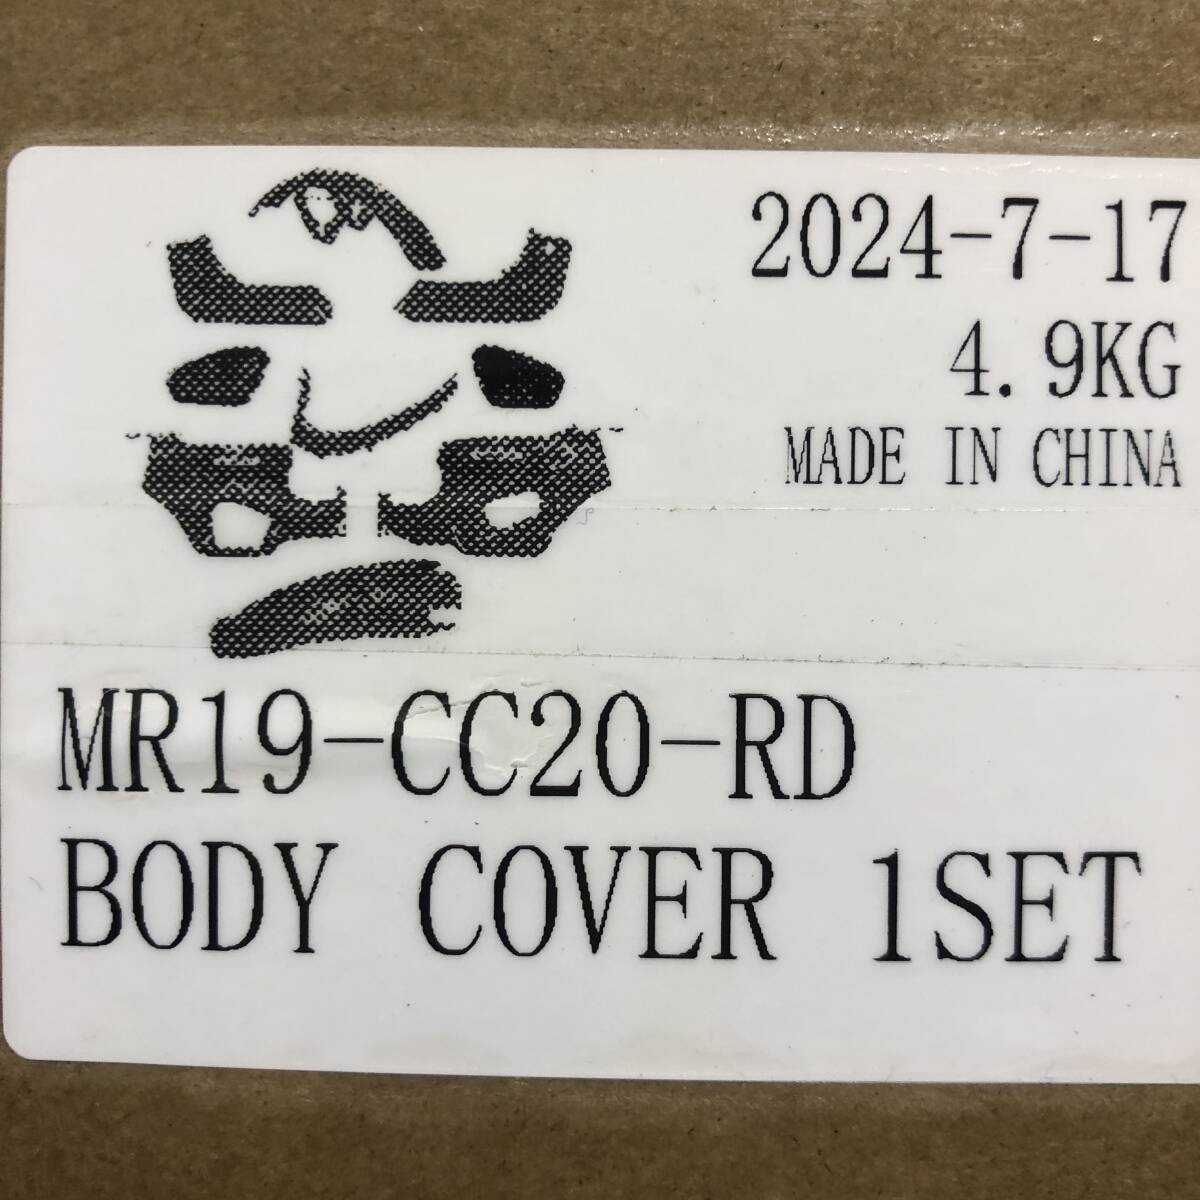 2024-7-17
4.9KG
MADE IN CHINA
MR19-CC20-RD
BODY COVER 1SET